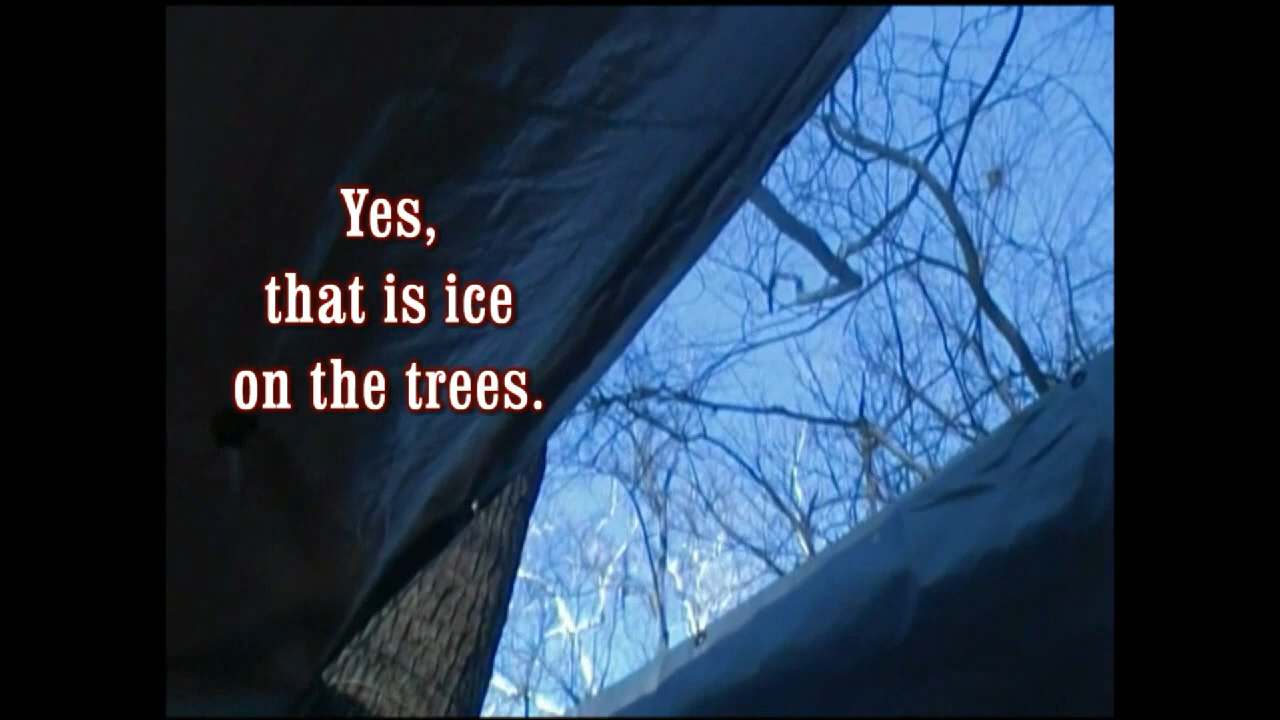 Yes,
that is ice
on the trees.